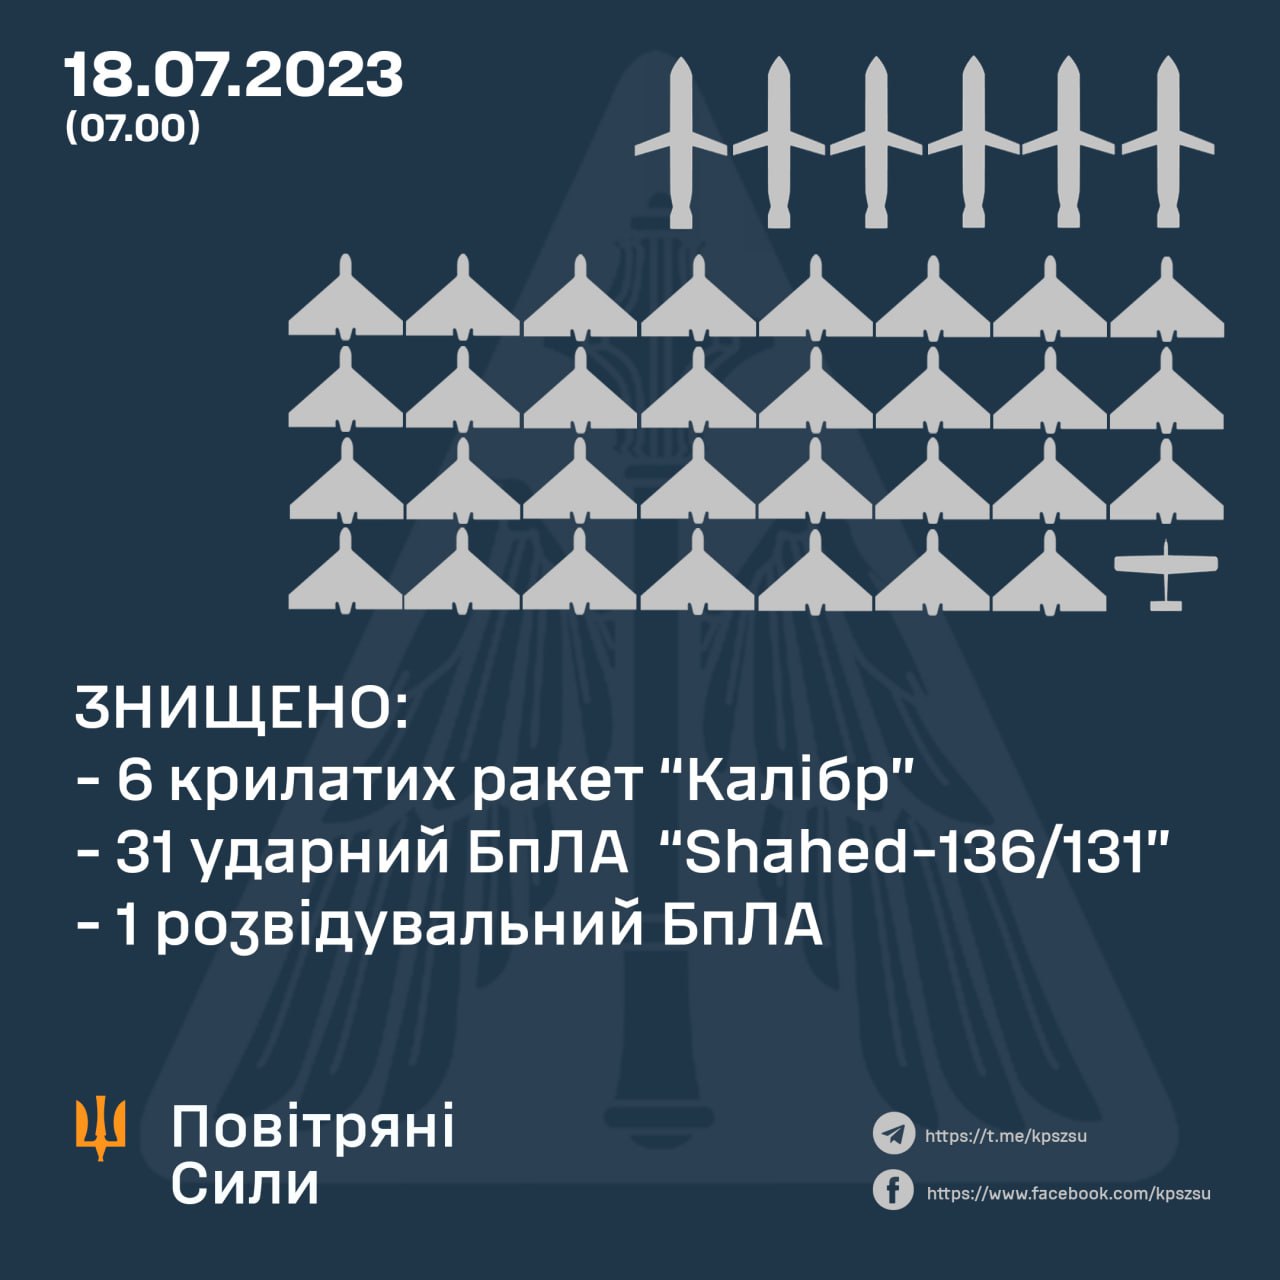 18.07.2023
(07.00)
ЗНИЩЕНО:
- 6 крилатих ракет “Калібр”
- 31 ударний БпЛА “Shahed-136/131”
- 1 розвідувальний БпЛА
Повітряні
Сили
https://t.me/kpszsu
https://www.facebook.com/kpszsu